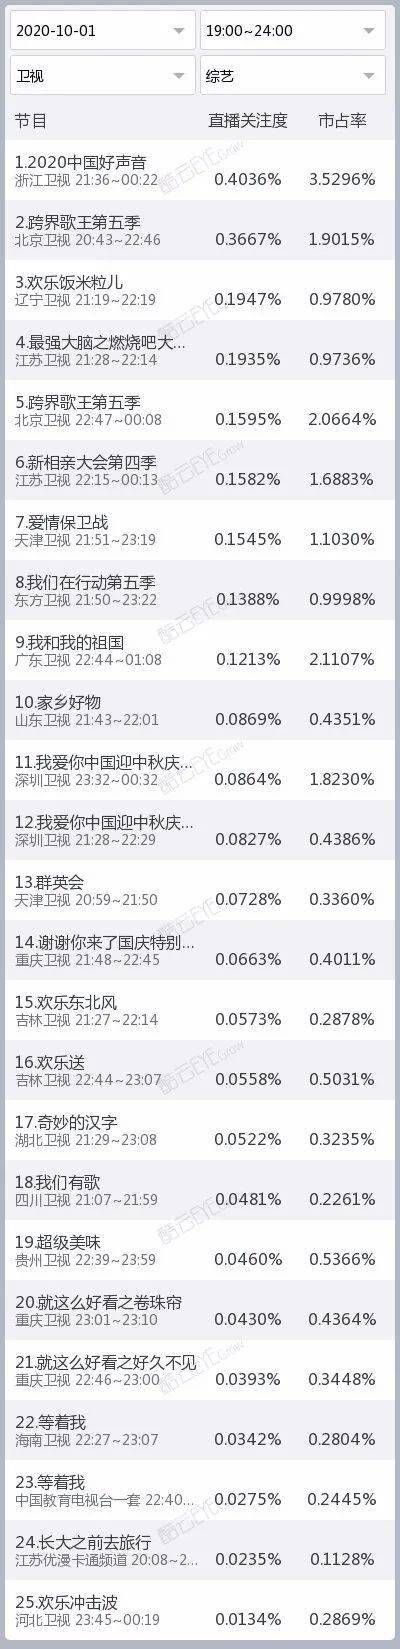 2020-10-01 19:00~24:00
卫视 综艺
节目 直播关注度 市占率
1.2020中国好声音
浙江卫视 21:36~00:22 0.4036% 3.5296%
2.跨界歌王第五季
北京卫视 20:43~22:46 0.3667% 1.9015%
3.欢乐饭米粒儿
辽宁卫视 21:19~22:19 0.1947% 0.9780%
4.最强大脑之燃烧吧大...
江苏卫视 21:28~22:14 0.1935% 0.9736%
5.跨界歌王第五季
北京卫视 22:47~00:08 0.1595% 2.0664%
6.新相亲大会第四季
江苏卫视 22:15~00:13 0.1582% 1.6883%
7.爱情保卫战
天津卫视 21:51~23:19 0.1545% 1.1030%
8.我们在行动第五季
东方卫视 21:50~23:22 0.1388% 0.9998%
9.我和我的祖国
广东卫视 22:44~01:08 0.1213% 2.1107%
10.家乡好物
山东卫视 21:43~22:01 0.0869% 0.4351%
11.我爱你中国迎中秋庆...
深圳卫视 23:32~00:32 0.0864% 1.8230%
12.我爱你中国迎中秋庆...
深圳卫视 21:28~22:29 0.0827% 0.4386%
13.群英会
天津卫视 20:59~21:50 0.0728% 0.3360%
14.谢谢你来了国庆特别...
重庆卫视 21:48~22:45 0.0663% 0.4011%
15.欢乐东北风
吉林卫视 21:27~22:14 0.0573% 0.2878%
16.欢乐送
吉林卫视 22:44~23:07 0.0558% 0.5031%
17.奇妙的汉字
湖北卫视 21:29~23:08 0.0522% 0.3235%
18.我们有歌
四川卫视 21:07~21:59 0.0481% 0.2261%
19.超级美味
贵州卫视 22:39~23:59 0.0460% 0.5366%
20.就这么好看之卷珠帘
重庆卫视 23:01~23:10 0.0430% 0.4364%
21.就这么好看之好久不见
重庆卫视 22:46~23:00 0.0393% 0.3448%
22.等着我
海南卫视 22:27~23:07 0.0342% 0.2804%
23.等着我
中国教育电视台一套 22:40... 0.0275% 0.2445%
24.长大之前去旅行
江苏优漫卡通频道 20:08~2... 0.0235% 0.1128%
25.欢乐冲击波
河北卫视 23:45~00:19 0.0134% 0.2869%
酷云EYEGrow